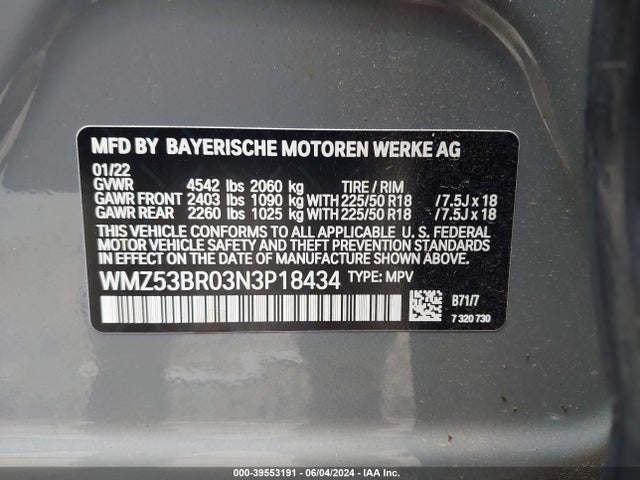 MFD BY BAYERISCHE MOTOREN WERKE AG
01/22
GVWR 4542 lbs 2060 kg TIRE / RIM
GAWR FRONT 2403 lbs 1090 kg WITH 225/50 R18 /7.5J x 18
GAWR REAR 2260 lbs 1025 kg WITH 225/50 R18 /7.5J x 18
THIS VEHICLE CONFORMS TO ALL APPLICABLE U. S. FEDERAL
MOTOR VEHICLE SAFETY, BUMPER, AND THEFT PREVENTION STANDARDS
IN EFFECT ON THE DATE OF MANUFACTURE SHOWN ABOVE.
WMZ53BR03N3P18434 TYPE: MPV
B71/7
7 320 730
000-39553191 - 06/04/2024 - IAA Inc.